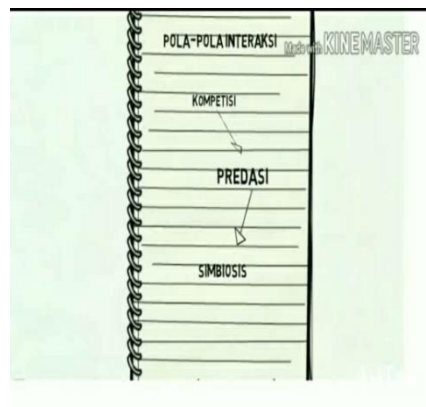 POLA-POLA INTERAKSI
Made with KINEMASTER
KOMPETISI
PREDASI
SIMBIOSIS